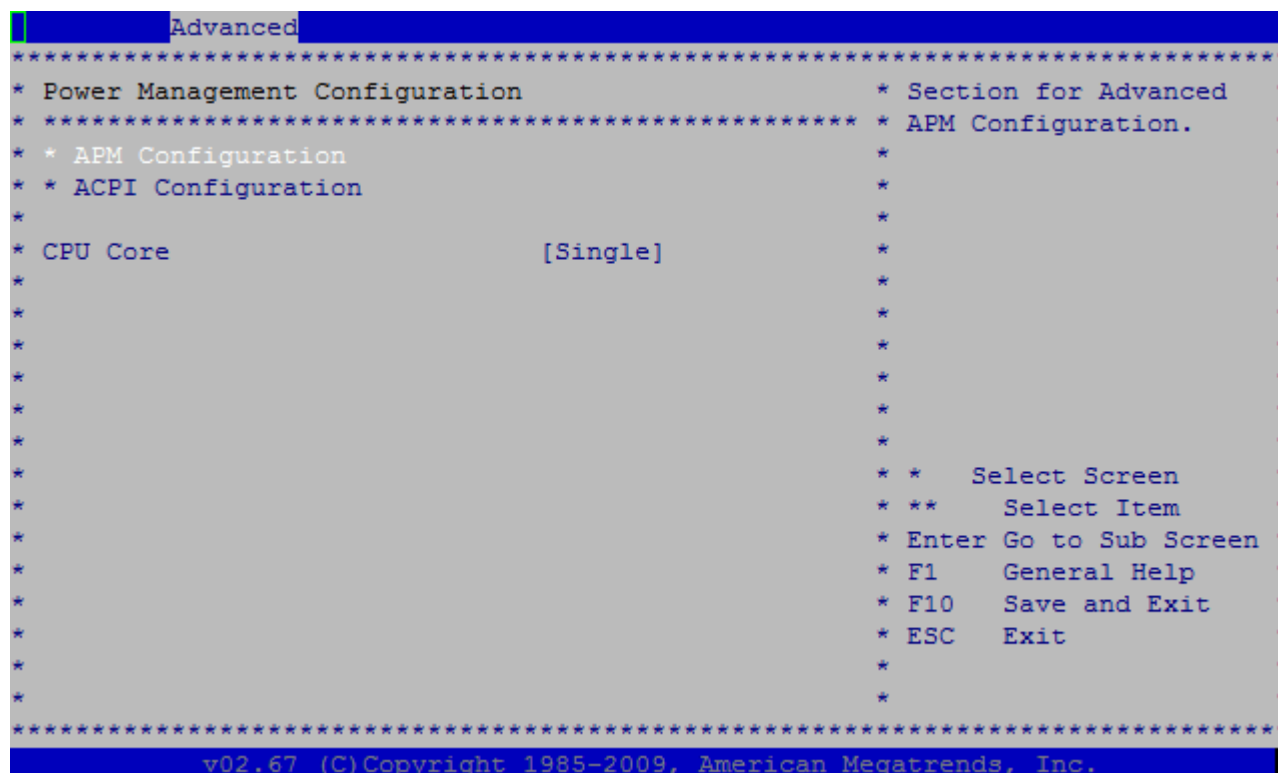 Advanced
*******************************************************************************
* Power Management Configuration * Section for Advanced
* *************************************************** * APM Configuration.
* * APM Configuration *
* * ACPI Configuration *
* *
* CPU Core [Single] *
* *
* *
* *
* *
* *
* *
* * * Select Screen
* * ** Select Item
* * Enter Go to Sub Screen
* * F1 General Help
* * F10 Save and Exit
* * ESC Exit
* *
* *
*******************************************************************************
v02.67 (C)Copyright 1985-2009, American Megatrends, Inc.